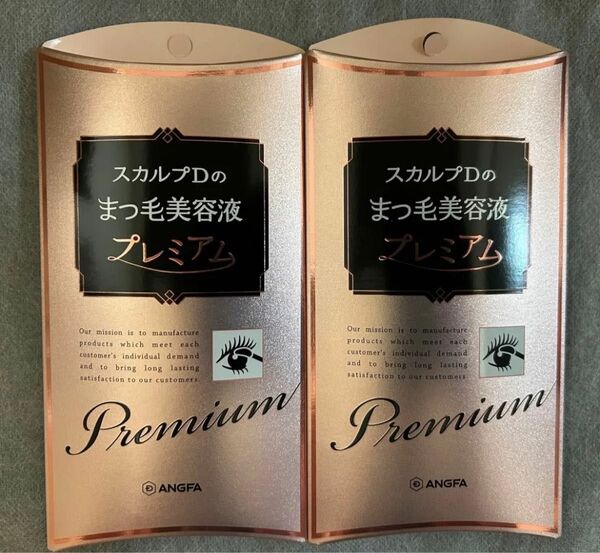 スカルプDの
まつ毛美容液
プレミアム
Our mission is to manufacture
products which meet each
customer's individual demand
and to bring long lasting
satisfaction to our customers.
Premium
ANGFA
スカルプDの
まつ毛美容液
プレミアム
Our mission is to manufacture
products which meet each
customer's individual demand
and to bring long lasting
satisfaction to our customers.
Premium
ANGFA